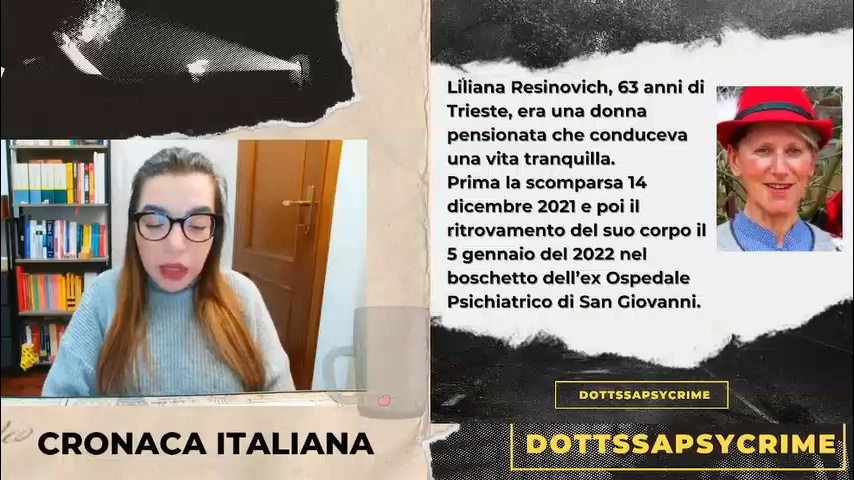 Liliana Resinovich, 63 anni di
Trieste, era una donna
pensionata che conduceva
una vita tranquilla.
Prima la scomparsa 14
dicembre 2021 e poi il
ritrovamento del suo corpo il
5 gennaio del 2022 nel
boschetto dell'ex Ospedale
Psichiatrico di San Giovanni.
DOTTSSAPSYCRIME
CRONACA ITALIANA
DOTTSSAPSYCRIME